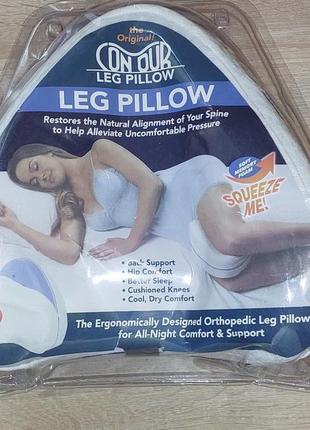 the
Original!
CONTOUR
LEG PILLOW
LEG PILLOW
Restores the Natural Alignment of Your Spine
to Help Alleviate Uncomfortable Pressure
SOFT
MEMORY
FOAM
SQUEEZE
ME!
• Back Support
• Hip Comfort
• Better Sleep
• Cushioned Knees
• Cool, Dry Comfort
The Ergonomically Designed Orthopedic Leg Pillow
for All-Night Comfort & Support